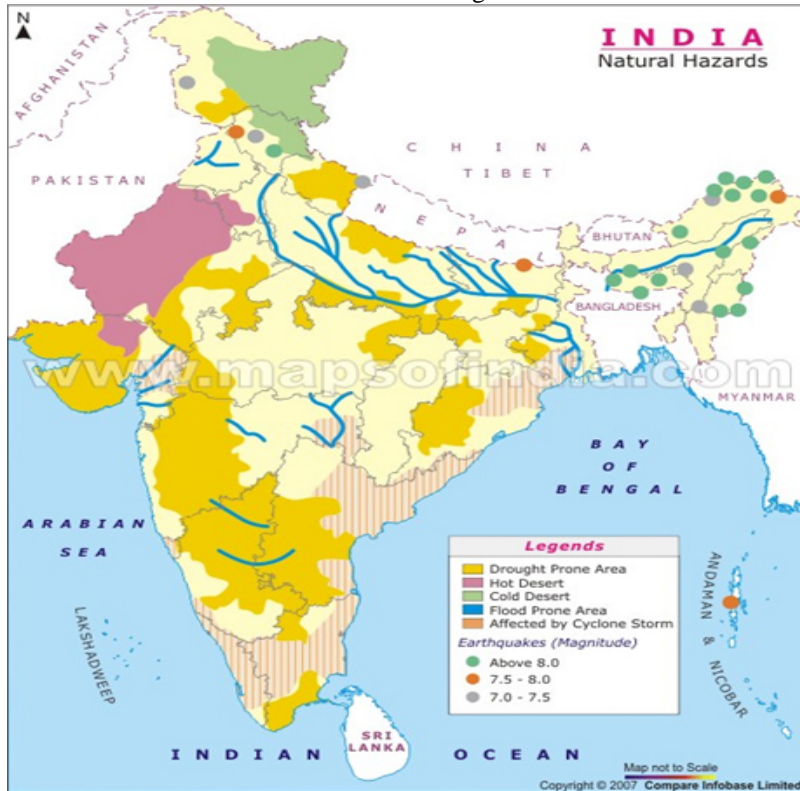 N
INDIA
Natural Hazards
AFGHANISTAN
PAKISTAN
CHINA
TIBET
NEPAL
BHUTAN
BANGLADESH
www.mapsofindia.com
MYANMAR
BAY
OF
BENGAL
ARABIAN
SEA
LAKSHADWEEP
ANDAMAN & NICOBAR
Legends
Drought Prone Area
Hot Desert
Cold Desert
Flood Prone Area
Affected by Cyclone Storm
Earthquakes (Magnitude)
Above 8.0
7.5 - 8.0
7.0 - 7.5
SRI
LANKA
INDIAN OCEAN
Map not to Scale
Copyright © 2007 Compare Infobase Limited